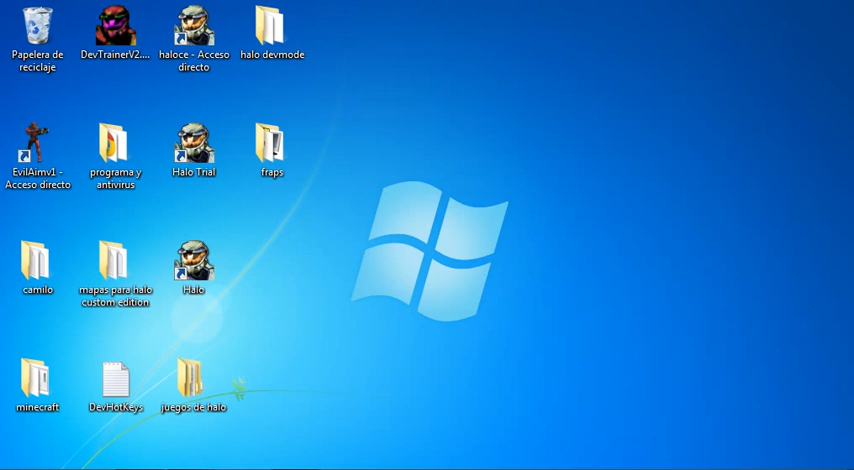 Papelera de
reciclaje
DevTrainerV2....
haloce - Acceso
directo
halo devmode
EvilAimv1 -
Acceso directo
programa y
antivirus
Halo Trial
fraps
camilo
mapas para halo
custom edition
Halo
minecraft
DevHotKeys
juegos de halo